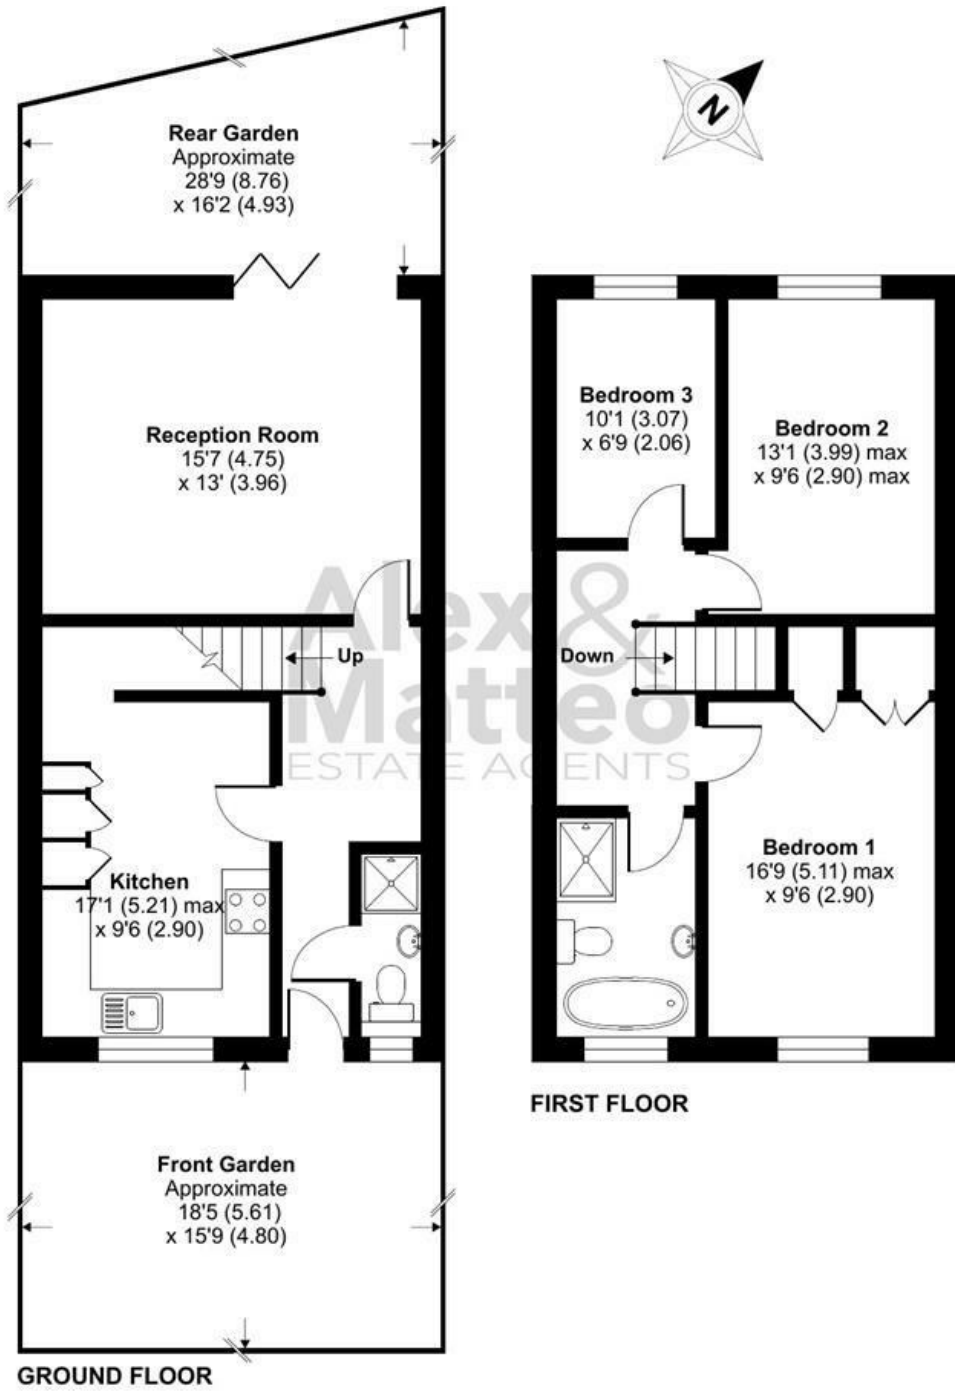 Rear Garden
Approximate
28'9 (8.76)
x 16'2 (4.93)
N
Reception Room
15'7 (4.75)
x 13' (3.96)
Bedroom 3
10'1 (3.07)
x 6'9 (2.06)
Bedroom 2
13'1 (3.99) max
x 9'6 (2.90) max
Alex&
Matteo
ESTATE AGENTS
Up
Down
Kitchen
17'1 (5.21) max
x 9'6 (2.90)
Bedroom 1
16'9 (5.11) max
x 9'6 (2.90)
FIRST FLOOR
Front Garden
Approximate
18'5 (5.61)
x 15'9 (4.80)
GROUND FLOOR